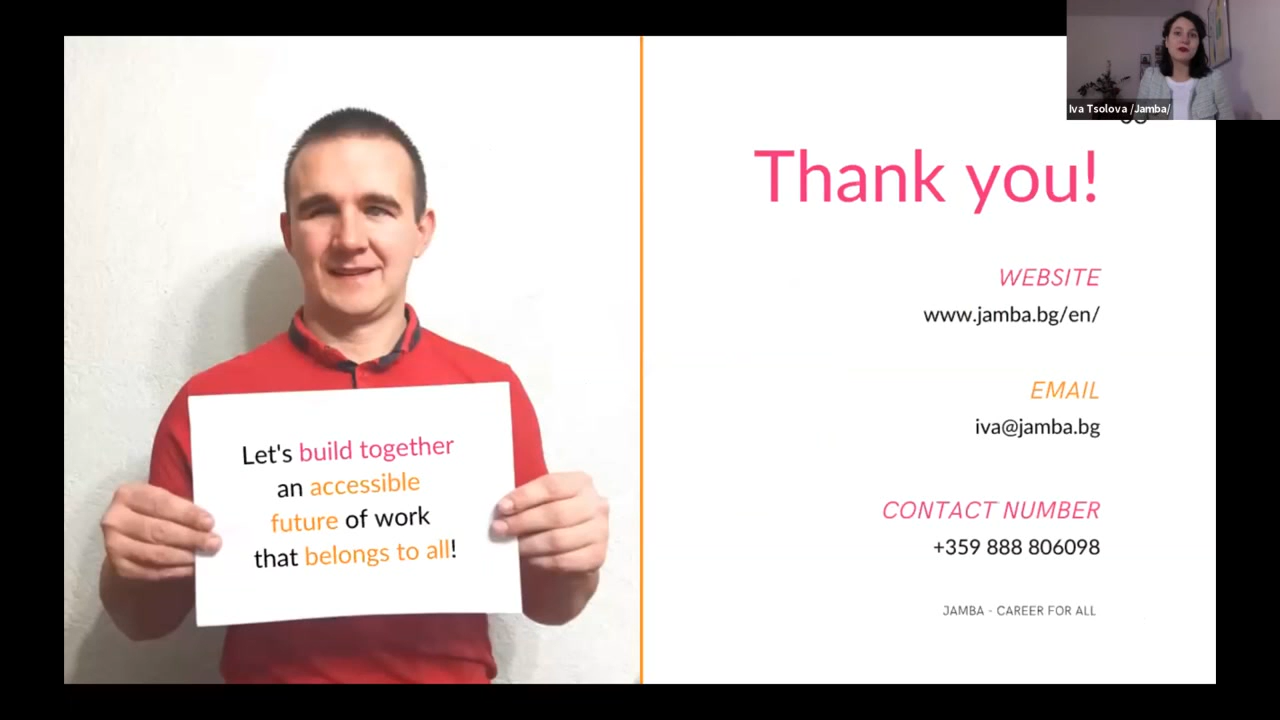 Iva Tsolova /Jamba/
Let's build together
an accessible
future of work
that belongs to all!
Thank you!
WEBSITE
www.jamba.bg/en/
EMAIL
iva@jamba.bg
CONTACT NUMBER
+359 888 806098
JAMBA - CAREER FOR ALL